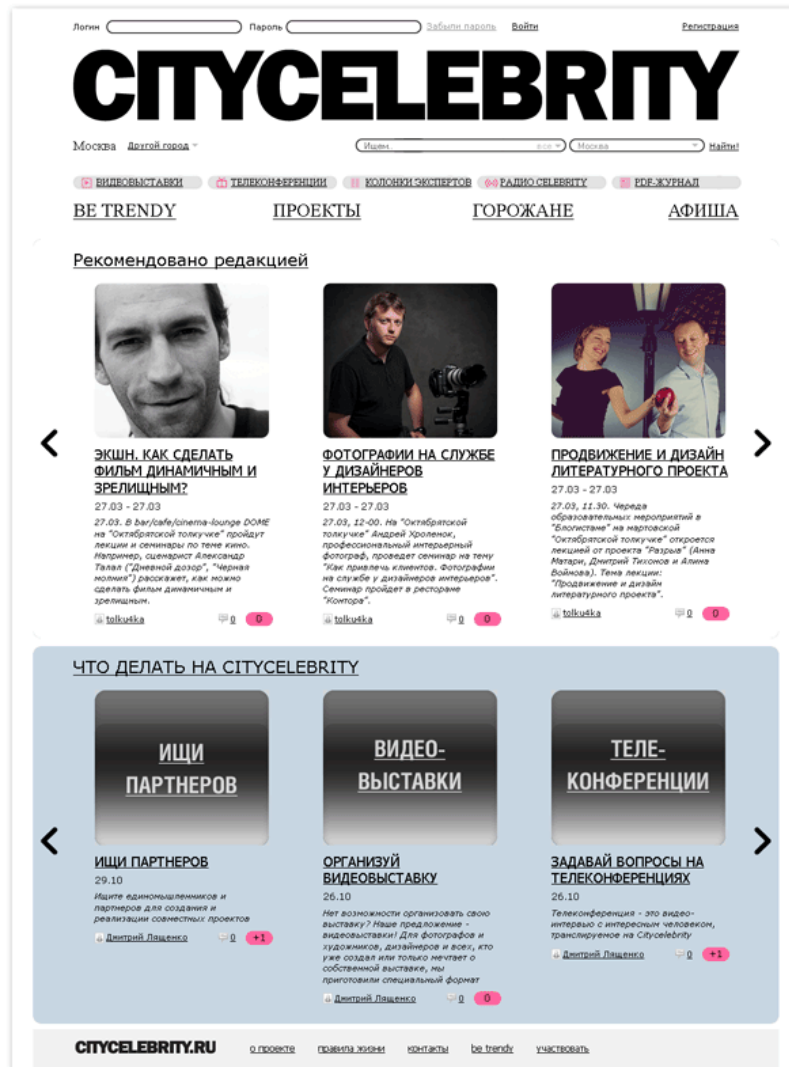 Логин Пароль Забыли пароль Войти Регистрация
CITYCELEBRITY
Москва Другой город Ищем... все Москва Найти!
ВИДЕОВЫСТАВКИ ТЕЛЕКОНФЕРЕНЦИИ КОЛОНКИ ЭКСПЕРТОВ РАДИО CELEBRITY PDF-ЖУРНАЛ
BE TRENDY ПРОЕКТЫ ГОРОЖАНЕ АФИША
Рекомендовано редакцией
ЭКШН. КАК СДЕЛАТЬ
ФИЛЬМ ДИНАМИЧНЫМ И
ЗРЕЛИЩНЫМ?
27.03 - 27.03
27.03. В bar/cafe/cinema-lounge DOME
на "Октябрятской толкучке" пройдут
лекции и семинары по теме кино.
Например, сценарист Александр
Талал ("Дневной дозор", "Черная
молния") расскажет, как можно
сделать фильм динамичным и
зрелищным.
tolku4ka 0 0
ФОТОГРАФИИ НА СЛУЖБЕ
У ДИЗАЙНЕРОВ
ИНТЕРЬЕРОВ
27.03 - 27.03
27.03, 12-00. На "Октябрятской
толкучке" Андрей Хроленок,
профессиональный интерьерный
фотограф, проведет семинар на тему
"Как привлечь клиентов. Фотографии
на службе у дизайнеров интерьеров".
Семинар пройдет в ресторане
"Контора".
tolku4ka 0 0
ПРОДВИЖЕНИЕ И ДИЗАЙН
ЛИТЕРАТУРНОГО ПРОЕКТА
27.03 - 27.03
27.03, 11.30. Череда
образовательных мероприятий в
"Блогистане" на мартовской
"Октябрятской толкучке" откроется
лекцией от проекта "Разрыв" (Анна
Матари, Дмитрий Тихонов и Алина
Войнова). Тема лекции:
"Продвижение и дизайн
литературного проекта".
tolku4ka 0 0
ЧТО ДЕЛАТЬ НА CITYCELEBRITY
ИЩИ
ПАРТНЕРОВ
ИЩИ ПАРТНЕРОВ
29.10
Ищите единомышленников и
партнеров для создания и
реализации совместных проектов
Дмитрий Лященко 0 +1
ВИДЕО-
ВЫСТАВКИ
ОРГАНИЗУЙ
ВИДЕОВЫСТАВКУ
26.10
Нет возможности организовать свою
выставку? Наше предложение -
видеовыставки! Для фотографов и
художников, дизайнеров и всех, кто
уже создал или только мечтает о
собственной выставке, мы
приготовили специальный формат
Дмитрий Лященко 0 0
ТЕЛЕ-
КОНФЕРЕНЦИИ
ЗАДАВАЙ ВОПРОСЫ НА
ТЕЛЕКОНФЕРЕНЦИЯХ
26.10
Телеконференция - это видео-
интервью с интересным человеком,
транслируемое на Citycelebrity
Дмитрий Лященко 0 +1
CITYCELEBRITY.RU о проекте правила жизни контакты be trendy участвовать